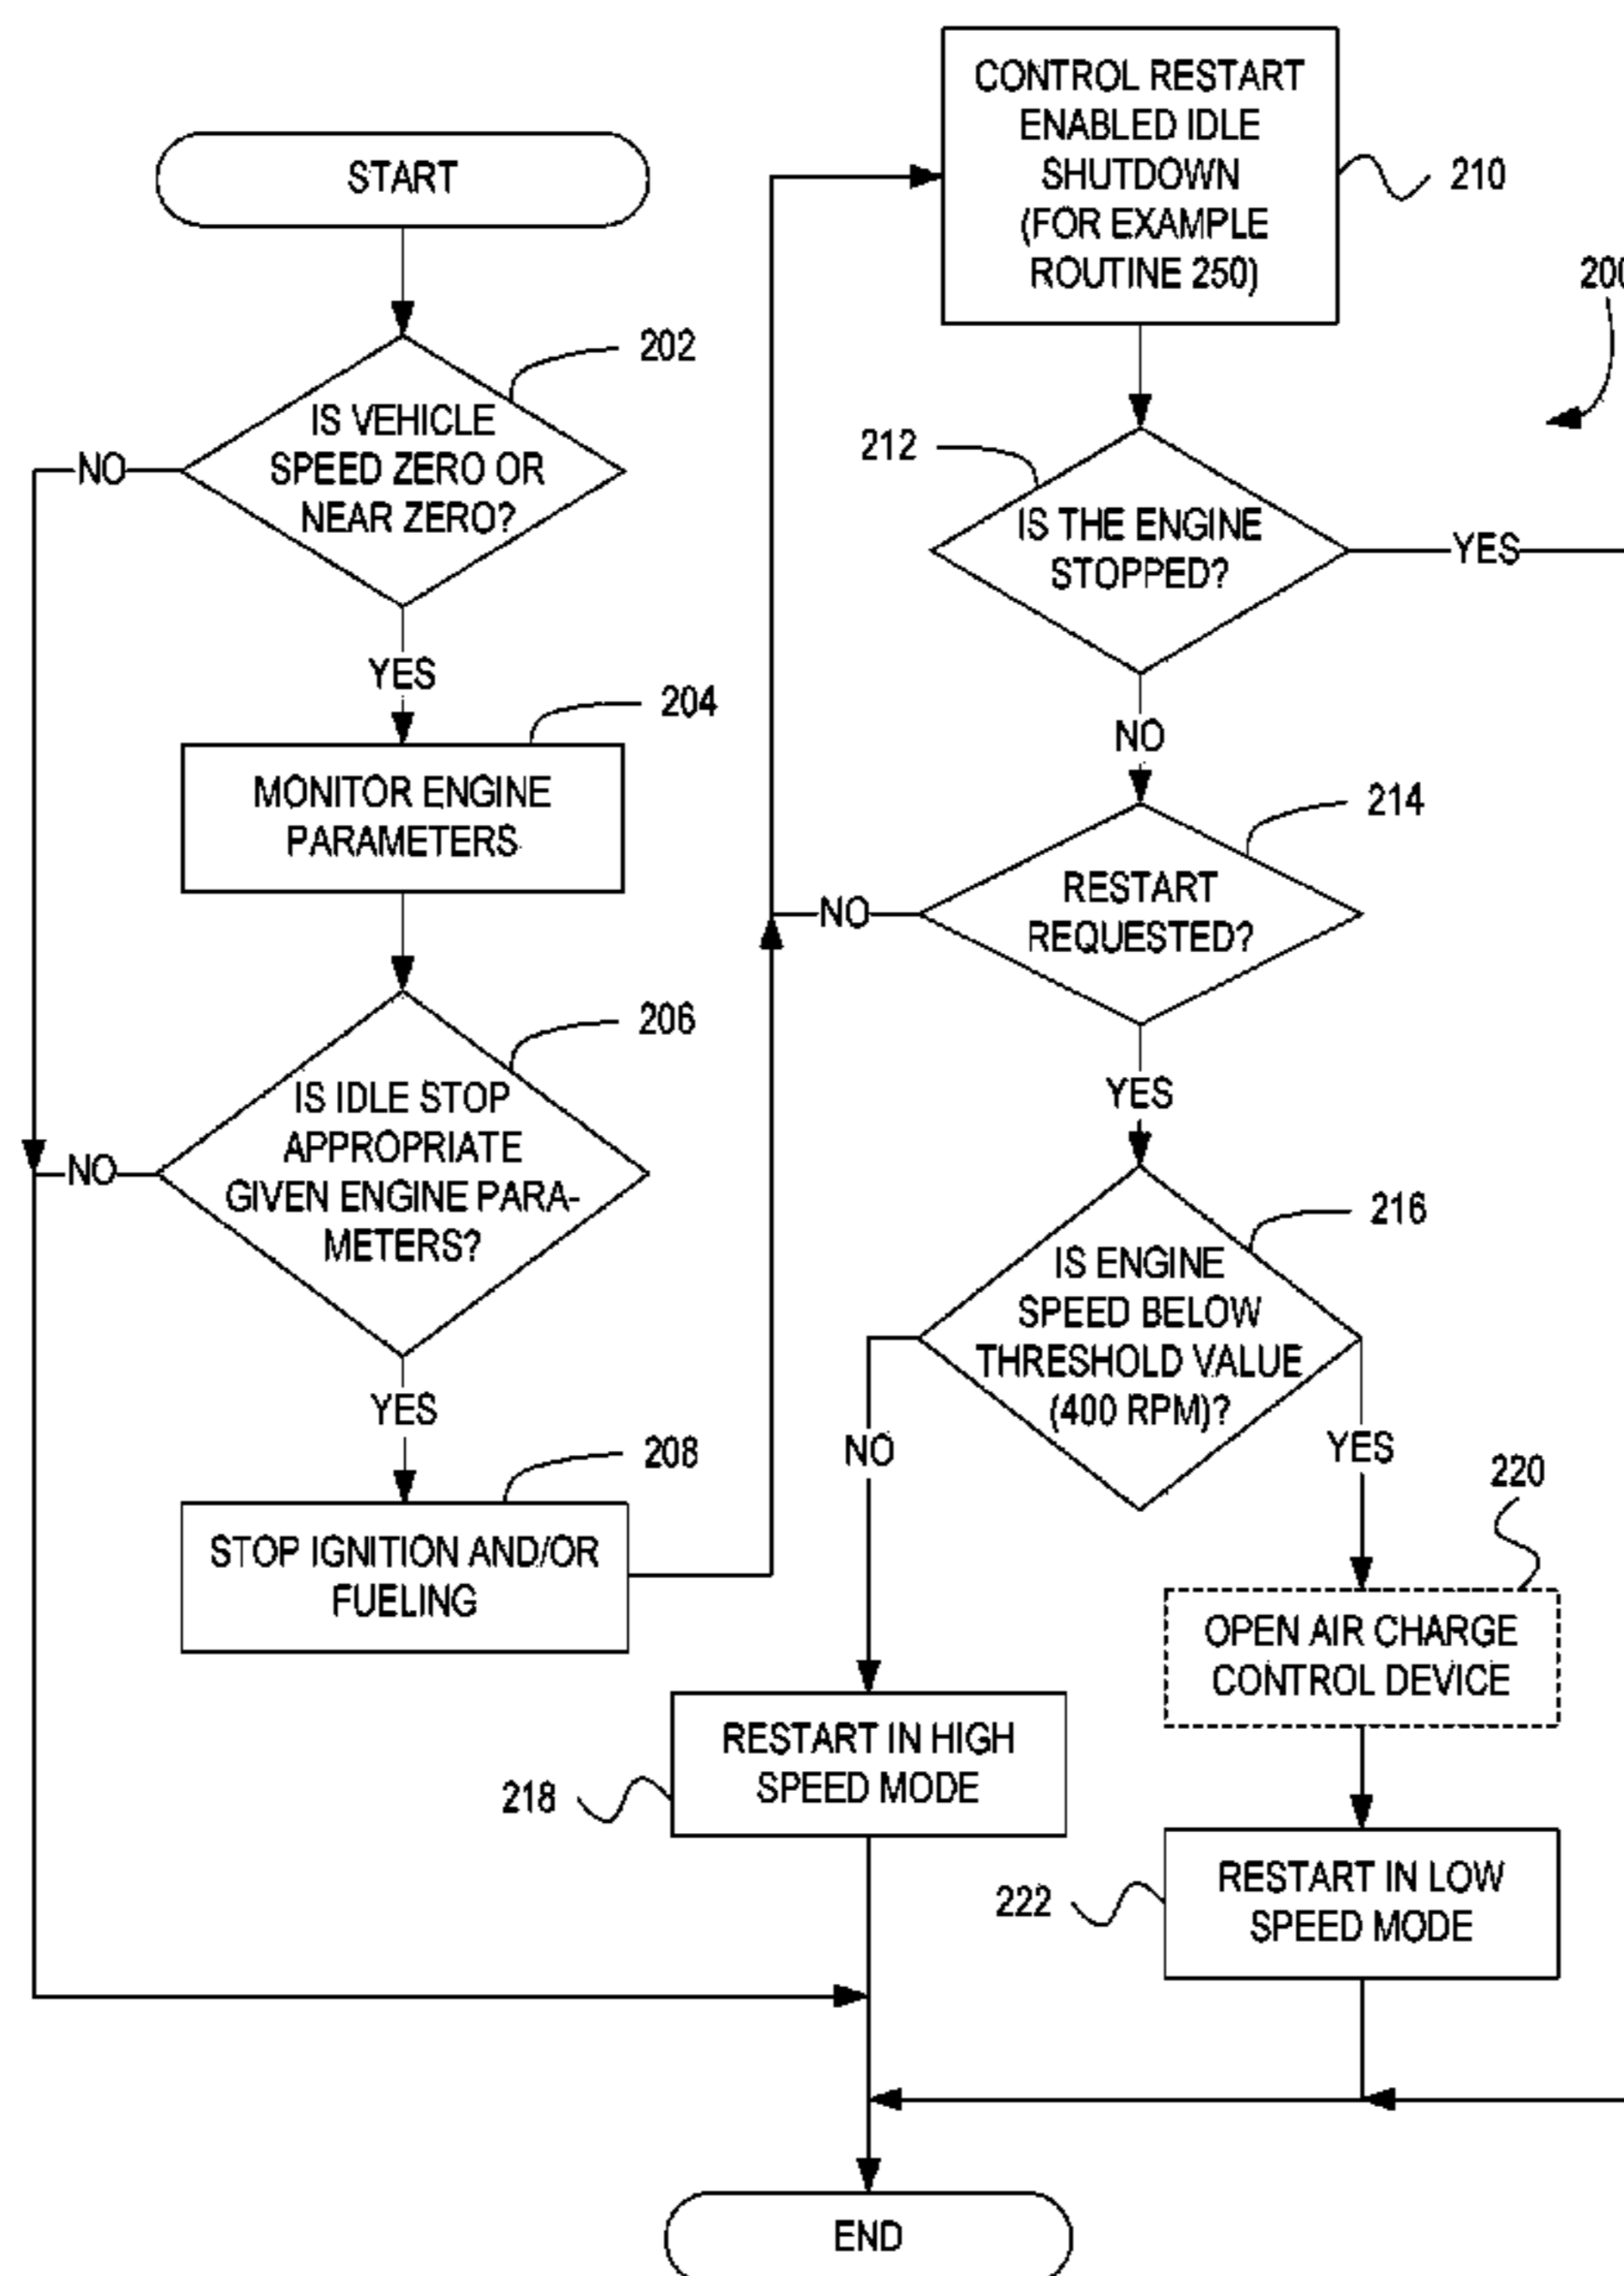 START
202
IS VEHICLE
SPEED ZERO OR
NEAR ZERO?
NO
YES
204
MONITOR ENGINE
PARAMETERS
206
IS IDLE STOP
APPROPRIATE
GIVEN ENGINE PARA-
METERS?
NO
YES
208
STOP IGNITION AND/OR
FUELING
CONTROL RESTART
ENABLED IDLE
SHUTDOWN
(FOR EXAMPLE
ROUTINE 250)
210
200
212
IS THE ENGINE
STOPPED?
YES
NO
214
RESTART
REQUESTED?
NO
YES
216
IS ENGINE
SPEED BELOW
THRESHOLD VALUE
(400 RPM)?
NO
YES
220
OPEN AIR CHARGE
CONTROL DEVICE
RESTART IN HIGH
SPEED MODE
218
RESTART IN LOW
SPEED MODE
222
END